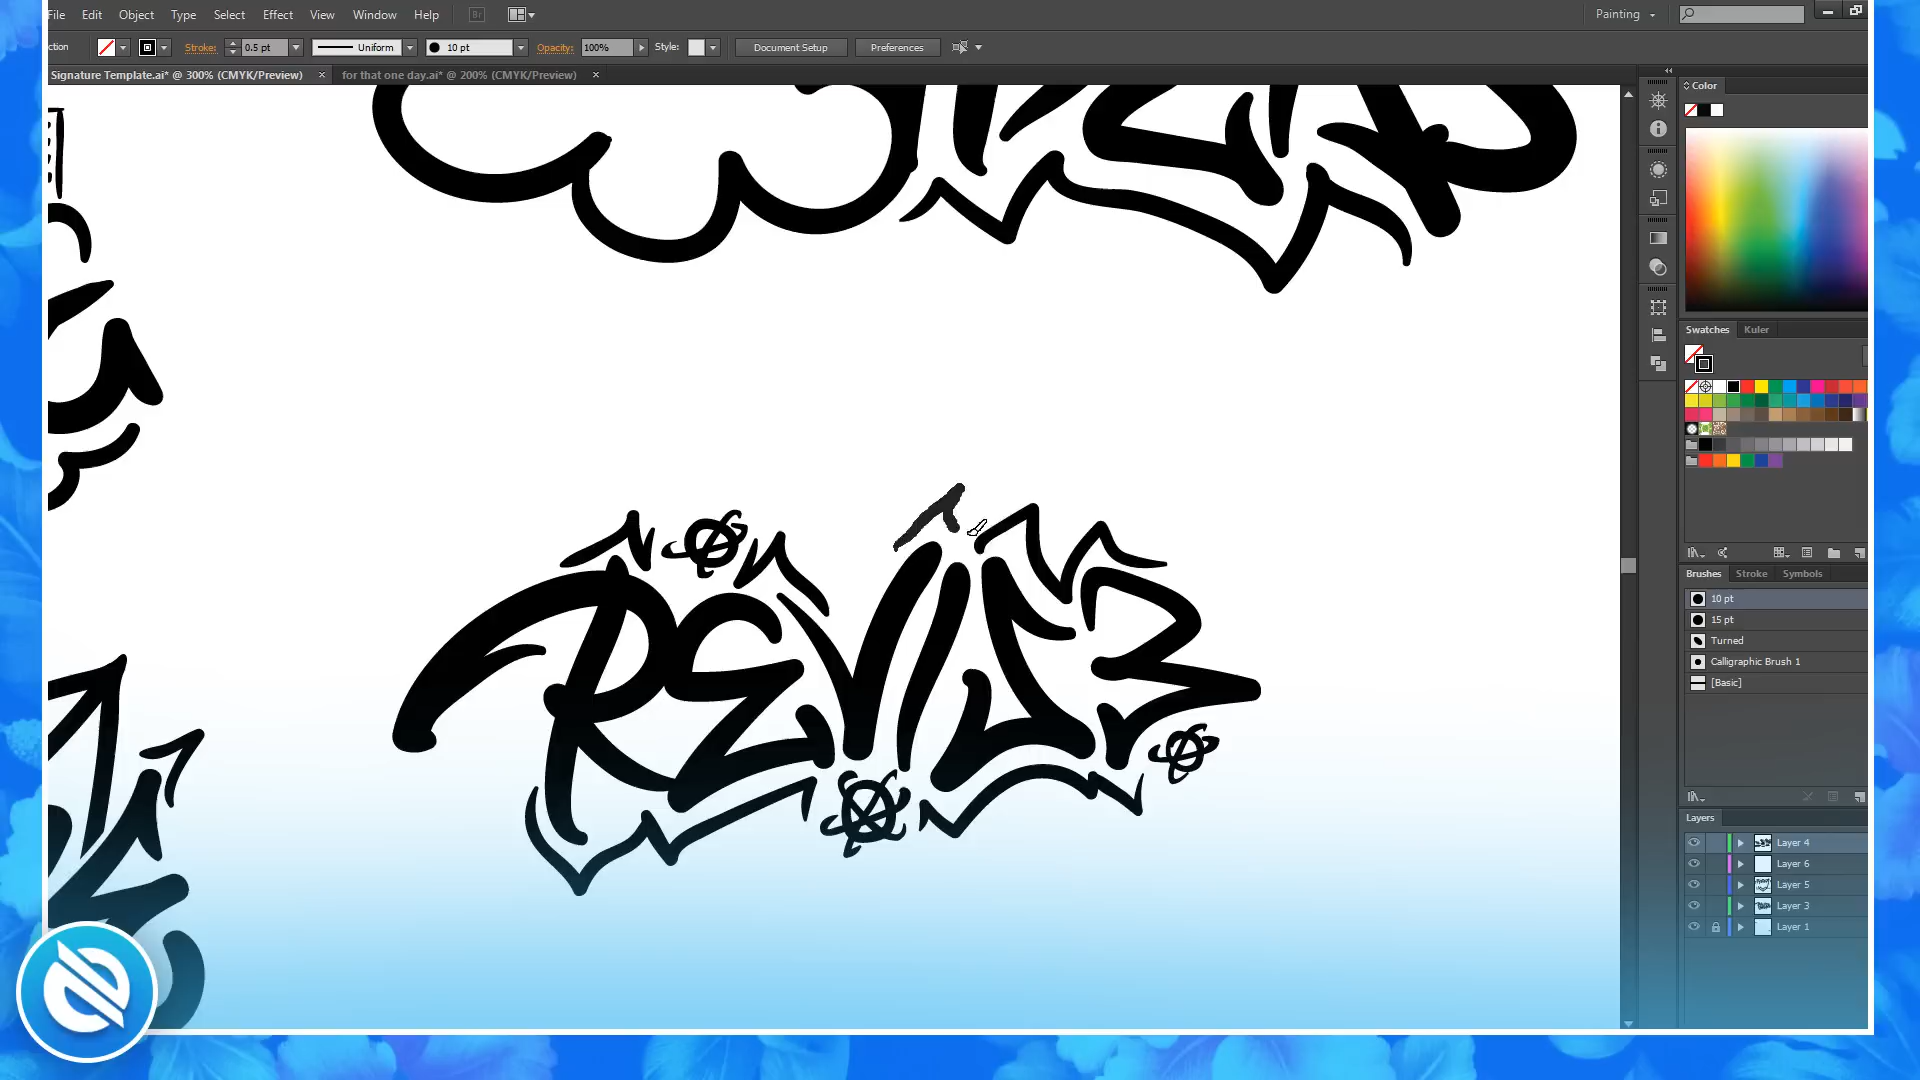 File Edit Object Type Select Effect View Window Help Br Painting
ction Stroke: 0.5 pt Uniform 10 pt Opacity: 100% Style: Document Setup Preferences
Signature Template.ai* @ 300% (CMYK/Preview) × for that one day.ai* @ 200% (CMYK/Preview) ×
Color
Swatches Kuler
Brushes Stroke Symbols
10 pt
15 pt
Turned
Calligraphic Brush 1
[Basic]
Layers
Layer 4
Layer 6
Layer 5
Layer 3
Layer 1